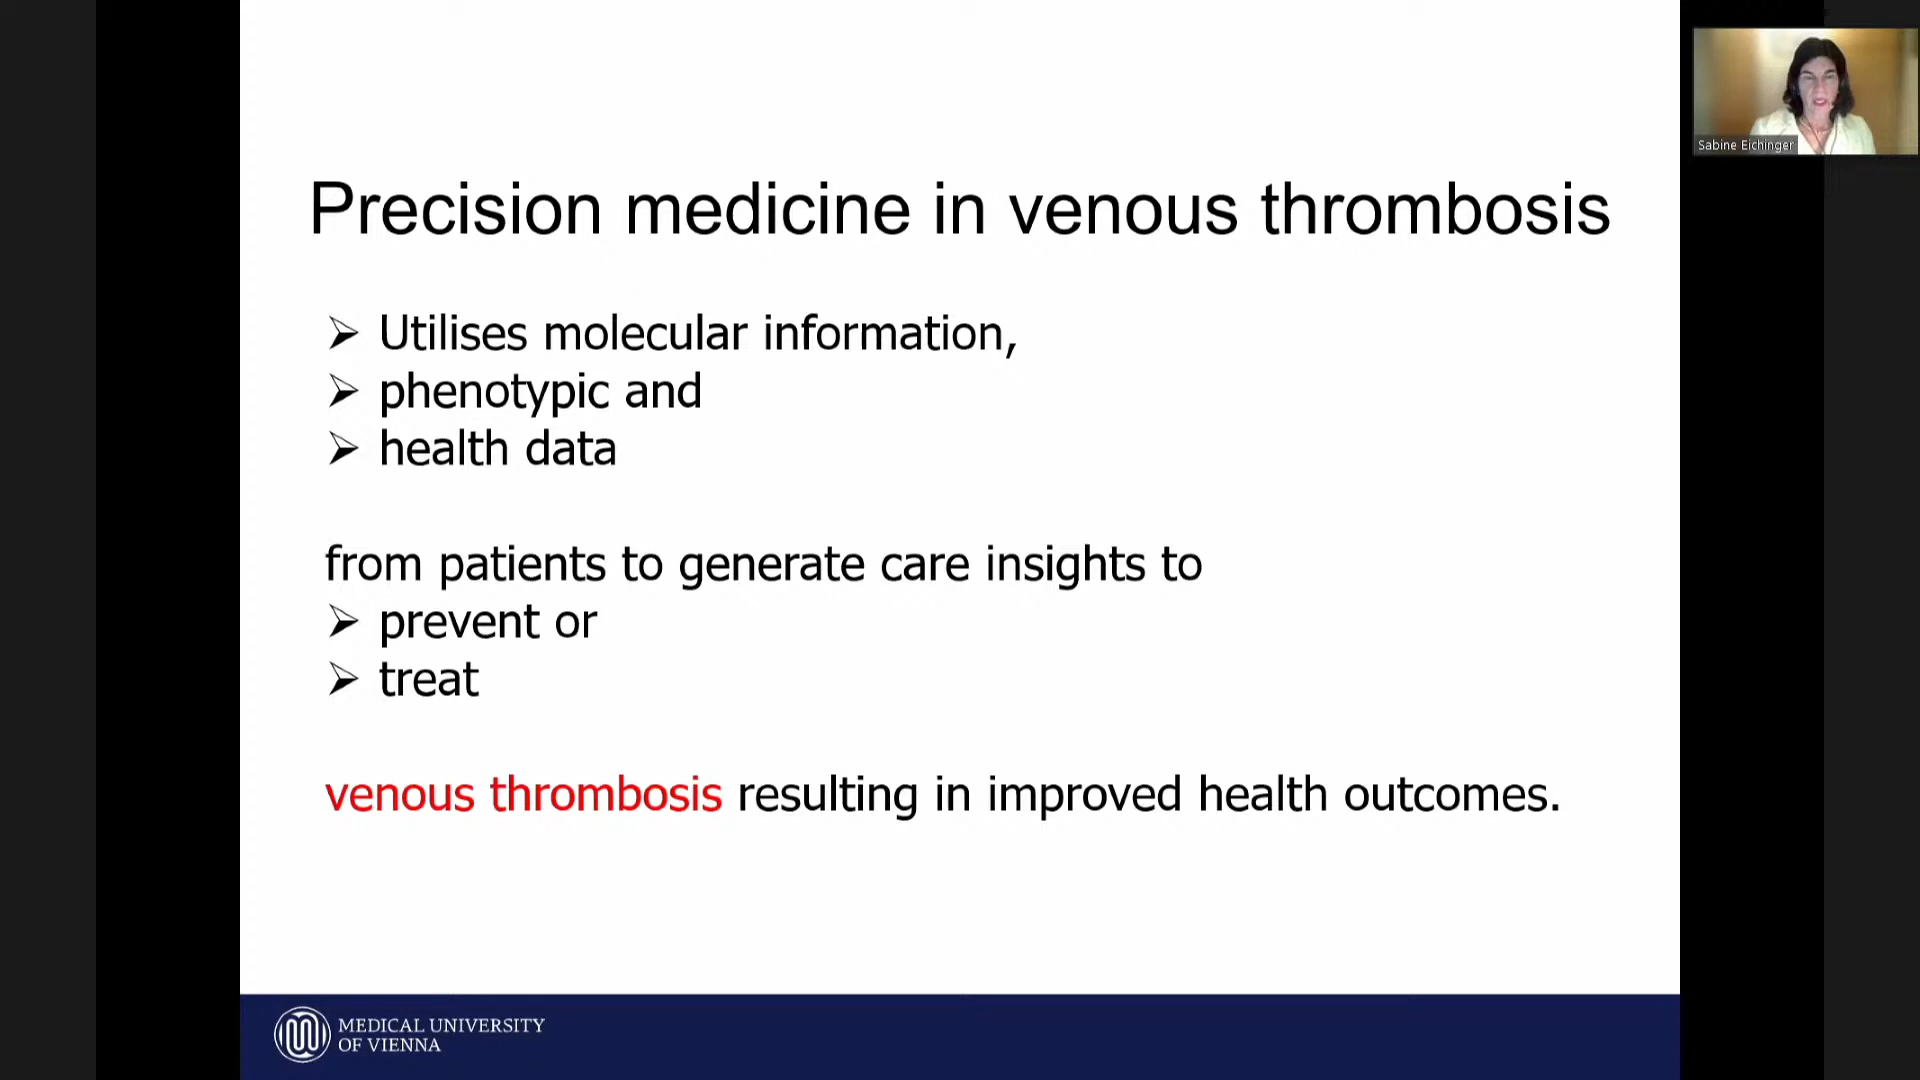 Precision medicine in venous thrombosis
Sabine Eichinger
➢ Utilises molecular information,
➢ phenotypic and
➢ health data
from patients to generate care insights to
➢ prevent or
➢ treat
venous thrombosis resulting in improved health outcomes.
MEDICAL UNIVERSITY
OF VIENNA